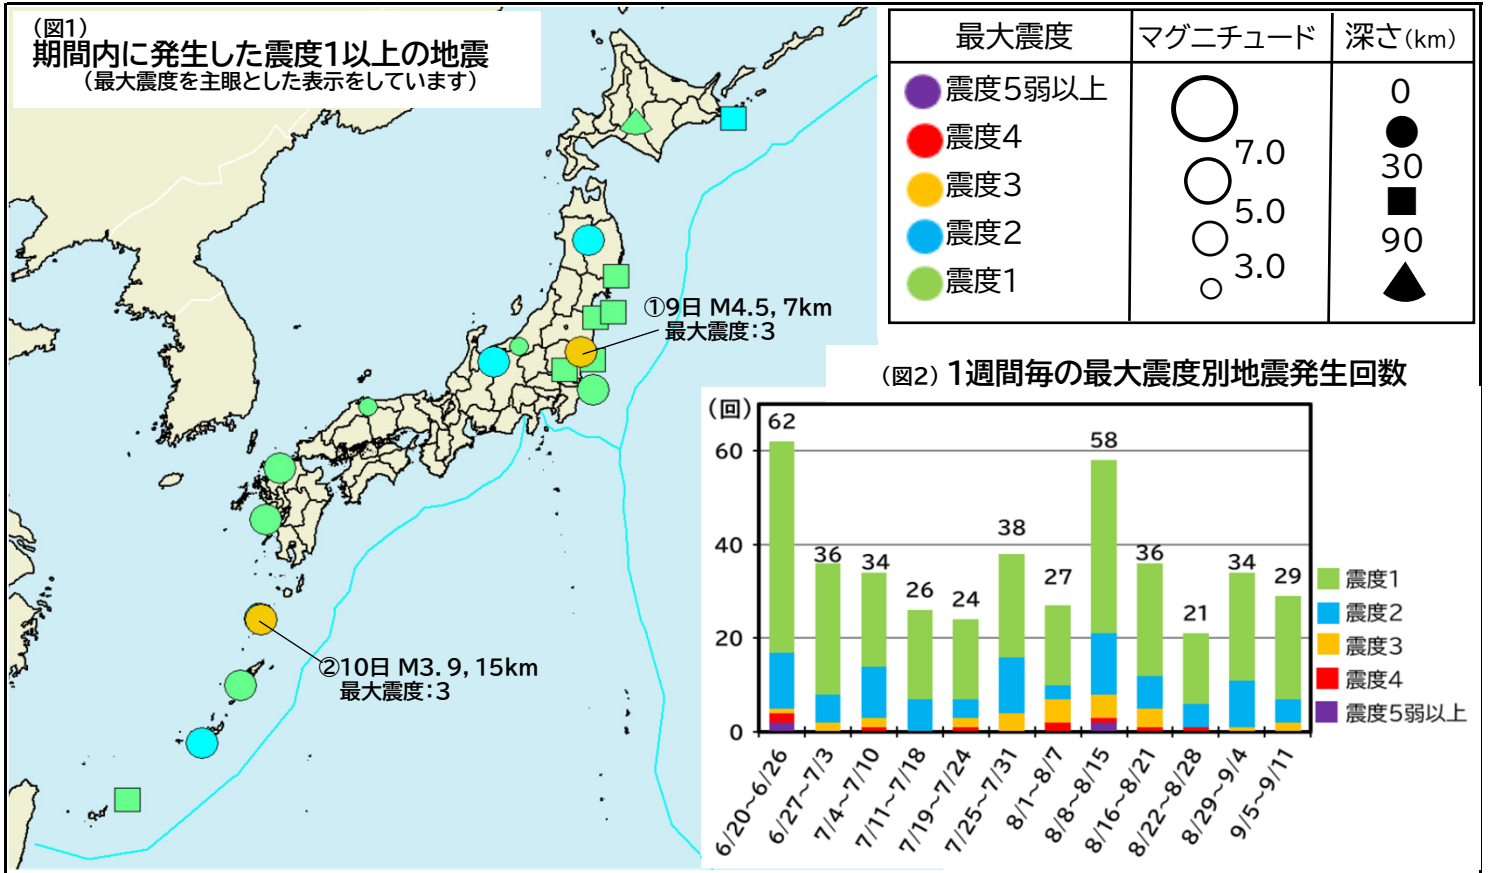 (図1)
期間内に発生した震度1以上の地震
(最大震度を主眼とした表示をしています)
最大震度
マグニチュード
深さ(km)
震度5弱以上
震度4
震度3
震度2
震度1
7.0
5.0
3.0
0
30
90
①9日 M4.5, 7km
最大震度:3
②10日 M3.9, 15km
最大震度:3
(図2) 1週間毎の最大震度別地震発生回数
(回)
60
40
20
0
62
36
34
26
24
38
27
58
36
21
34
29
6/20~6/26
6/27~7/3
7/4~7/10
7/11~7/18
7/19~7/24
7/25~7/31
8/1~8/7
8/8~8/15
8/16~8/21
8/22~8/28
8/29~9/4
9/5~9/11
震度1
震度2
震度3
震度4
震度5弱以上